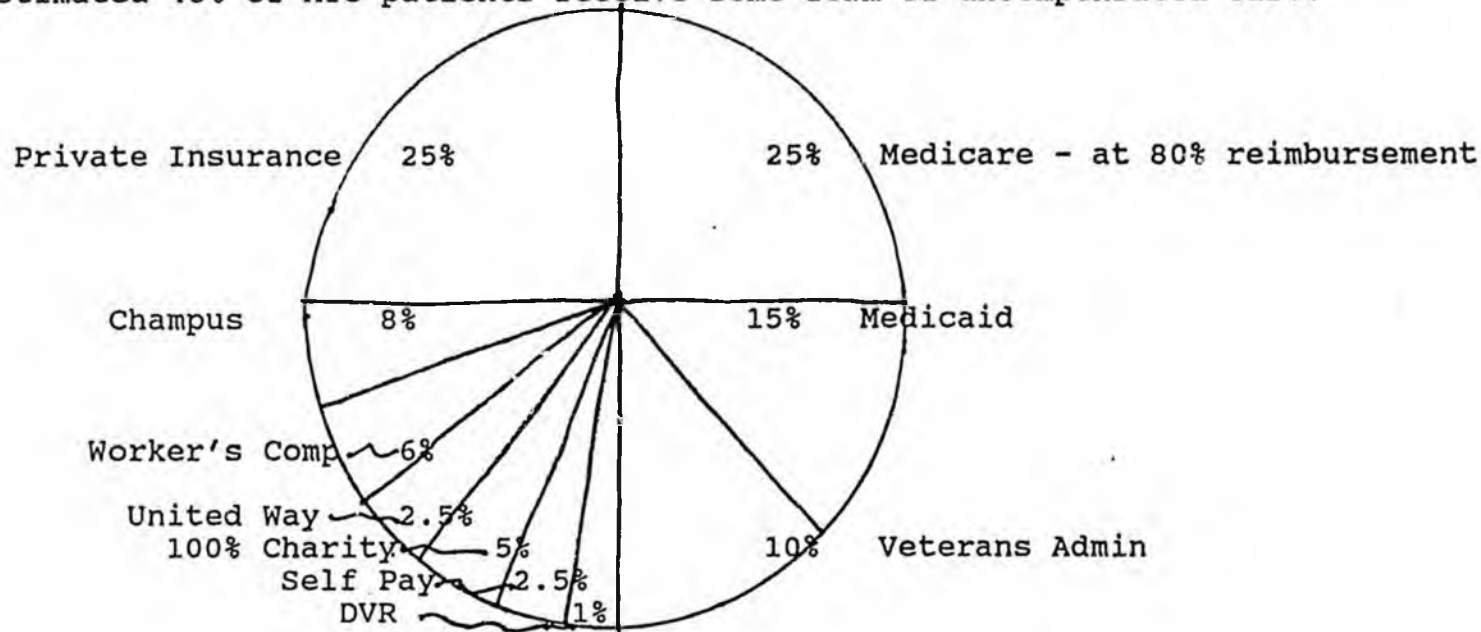 Private Insurance 25% 25% Medicare - at 80% reimbursement
Champus 8% 15% Medicaid
Worker's Comp 6%
United Way 2.5%
100% Charity 5% 10% Veterans Admin
Self Pay 2.5%
DVR 1%